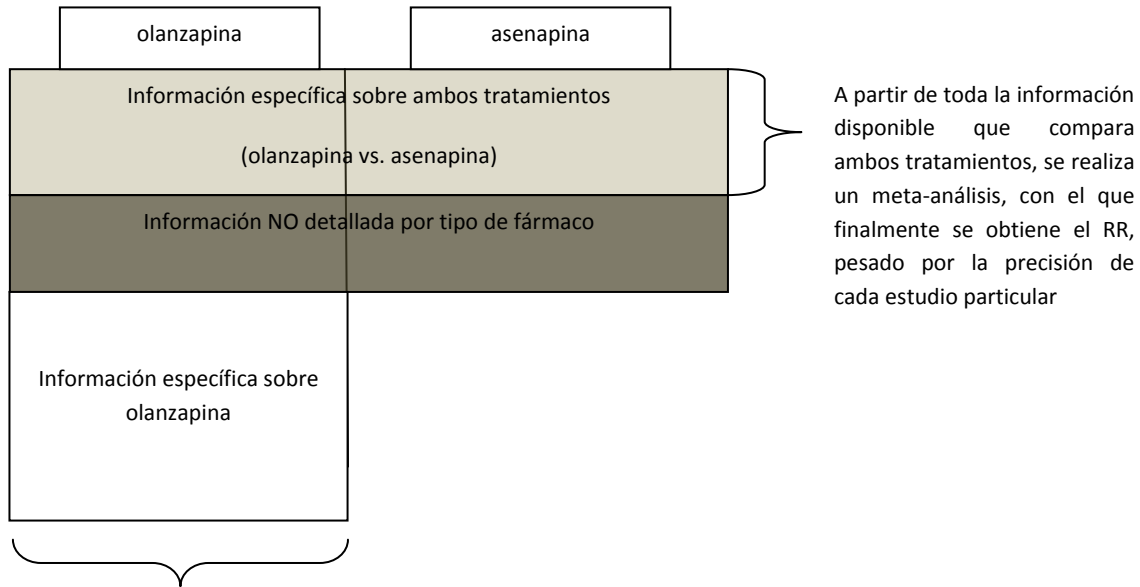 olanzapina
asenapina
Información específica sobre ambos tratamientos
(olanzapina vs. asenapina)
Información NO detallada por tipo de fármaco
Información específica sobre
olanzapina
A partir de toda la información
disponible que compara
ambos tratamientos, se realiza
un meta-análisis, con el que
finalmente se obtiene el RR,
pesado por la precisión de
cada estudio particular